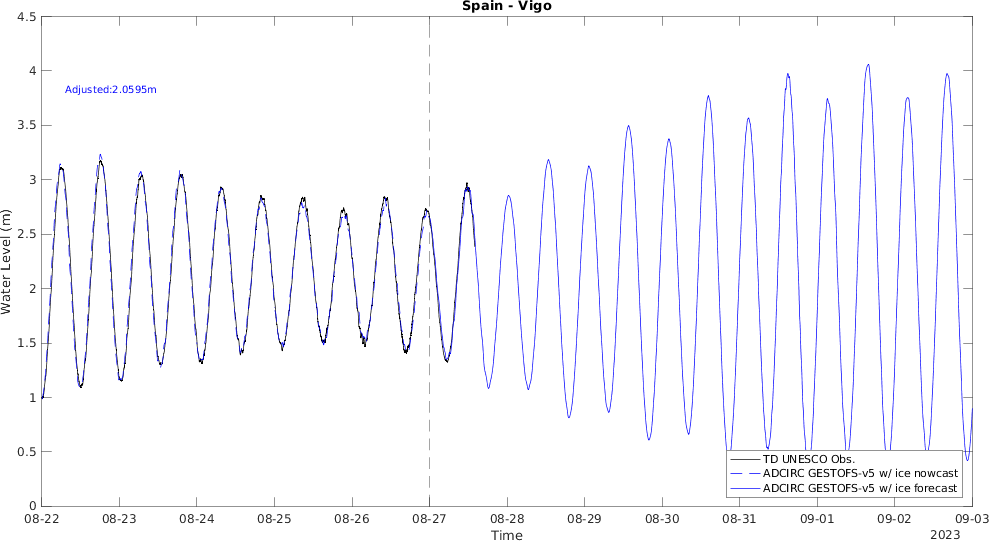 Spain - Vigo
4.5
4
3.5
3
2.5
2
1.5
1
0.5
0
Water Level (m)
Adjusted:2.0595m
TD UNESCO Obs.
ADCIRC GESTOFS-v5 w/ ice nowcast
ADCIRC GESTOFS-v5 w/ ice forecast
08-22 08-23 08-24 08-25 08-26 08-27 08-28 08-29 08-30 08-31 09-01 09-02 09-03
Time
2023